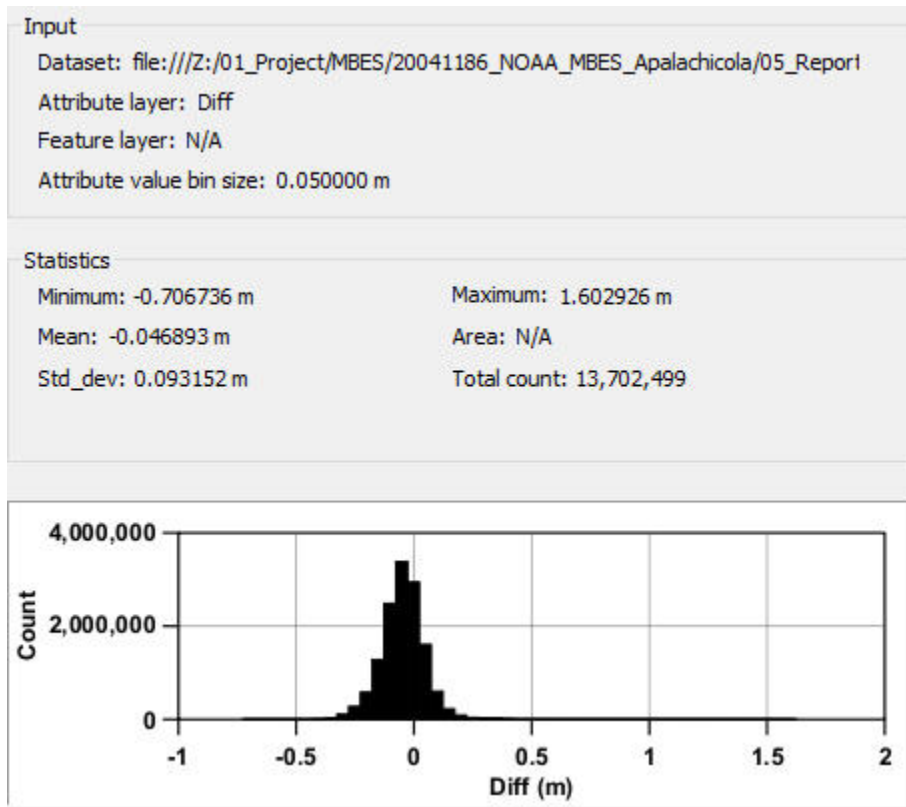 Input
Dataset: file:///Z:/01_Project/MBES/20041186_NOAA_MBES_Apalachicola/05_Report
Attribute layer: Diff
Feature layer: N/A
Attribute value bin size: 0.050000 m
Statistics
Minimum: -0.706736 m Maximum: 1.602926 m
Mean: -0.046893 m Area: N/A
Std_dev: 0.093152 m Total count: 13,702,499
4,000,000
Count
2,000,000
0
-1 -0.5 0 0.5 1 1.5 2
Diff (m)